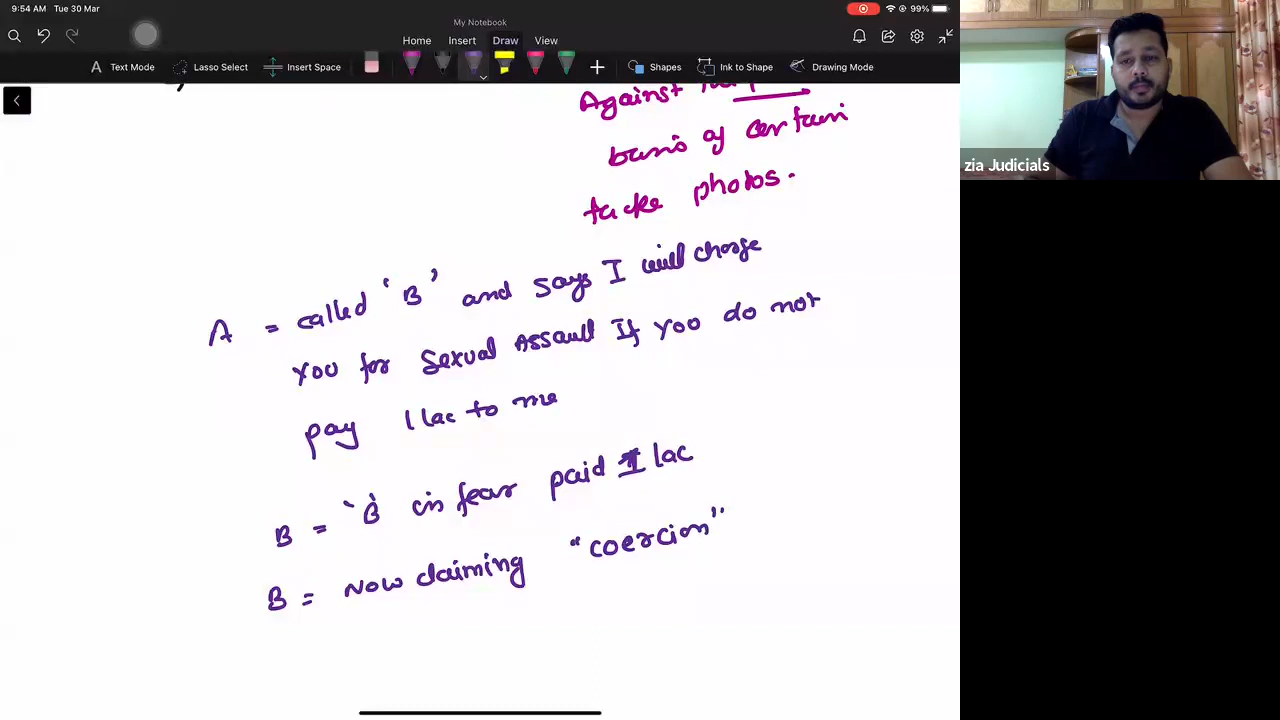 9:54 AM Tue 30 Mar
99%
My Notebook
Home Insert Draw View
Text Mode Lasso Select Insert Space Shapes Ink to Shape Drawing Mode
Against
basis of certain
take photos.
A = called 'B' and says I will charge
you for sexual Assault If you do not
pay 1 lac to me
B = 'B' in fear paid 1 lac
B = Now claiming "coercion"
zia Judicials